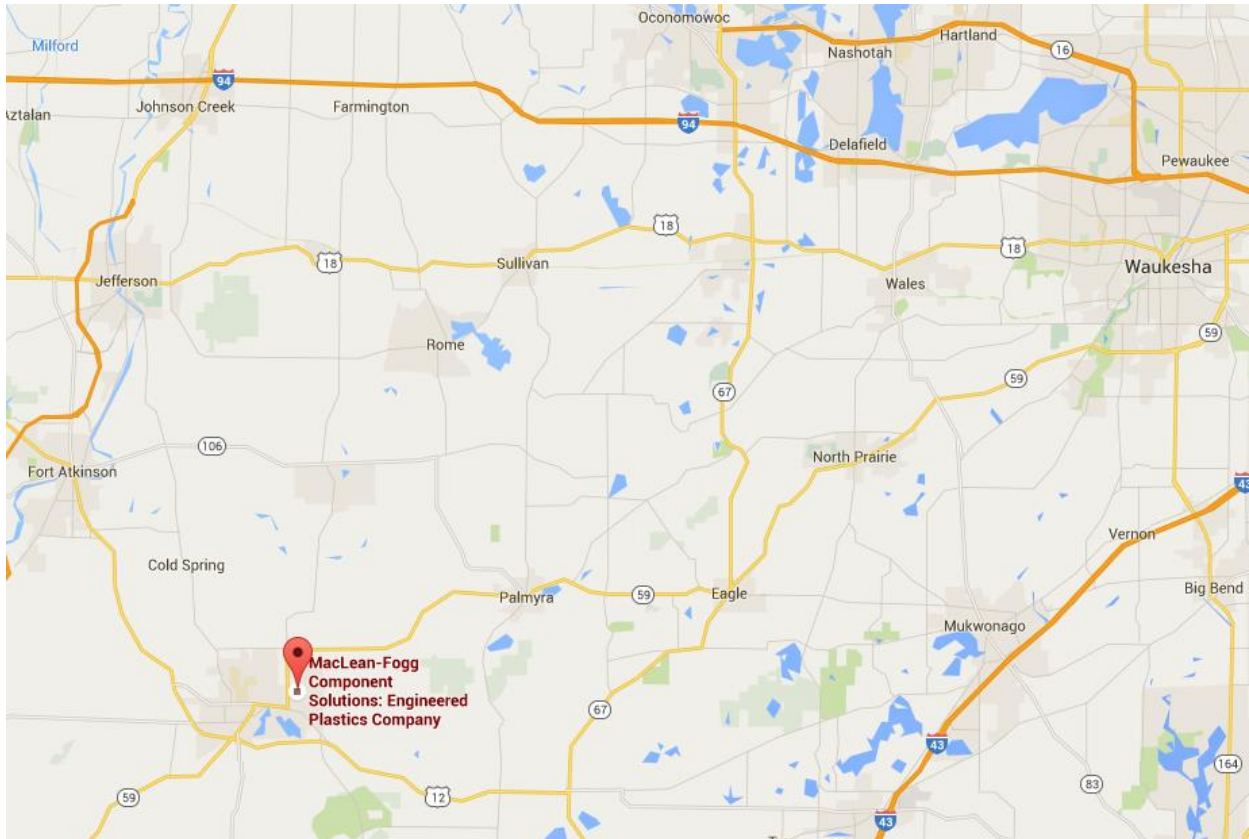 Oconomowoc
Milford
Nashotah
Hartland
16
94
Johnson Creek
Farmington
94
Delafield
Pewaukee
ztalan
18
18
18
Jefferson
Sullivan
Wales
Waukesha
Rome
59
59
67
106
Fort Atkinson
North Prairie
43
Vernon
Cold Spring
Palmyra
59
Eagle
Big Bend
Mukwonago
MacLean-Fogg
Component
Solutions: Engineered
Plastics Company
67
43
164
59
12
83
43